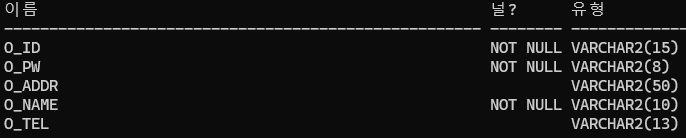 이름 널? 유형
----------------------------------------------------- -------- -------------
O_ID NOT NULL VARCHAR2(15)
O_PW NOT NULL VARCHAR2(8)
O_ADDR VARCHAR2(50)
O_NAME NOT NULL VARCHAR2(10)
O_TEL VARCHAR2(13)